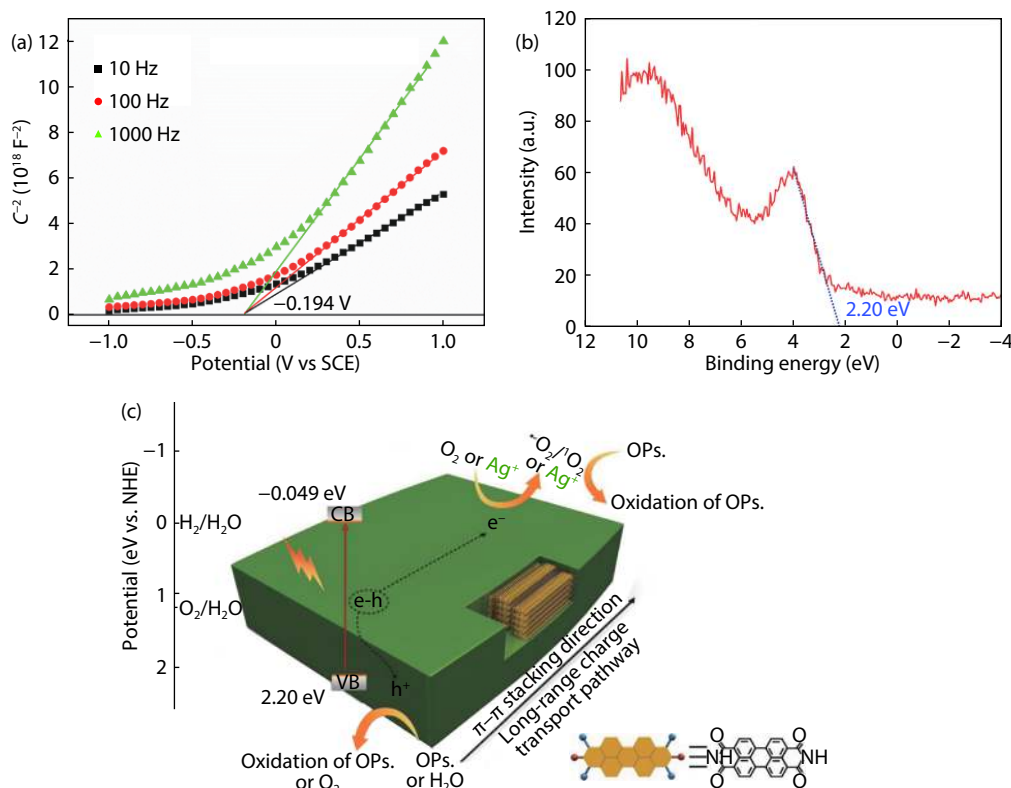 (a)
12
10
8
6
4
2
0
C⁻² (10¹⁸ F⁻²)
10 Hz
100 Hz
1000 Hz
−0.194 V
−1.0 −0.5 0 0.5 1.0
Potential (V vs SCE)
(b)
120
100
80
60
40
20
0
Intensity (a.u.)
2.20 eV
12 10 8 6 4 2 0 −2 −4
Binding energy (eV)
(c)
−1
0
1
2
Potential (eV vs. NHE)
H₂/H₂O
O₂/H₂O
−0.049 eV
CB
e-h
e⁻
h⁺
VB
2.20 eV
O₂ or Ag⁺
·⁻O₂/¹O₂
or Ag⁺
OPs.
Oxidation of OPs.
π−π stacking direction
Long-range charge
transport pathway
Oxidation of OPs.
or O₂
OPs.
or H₂O
O O
NH NH
O O